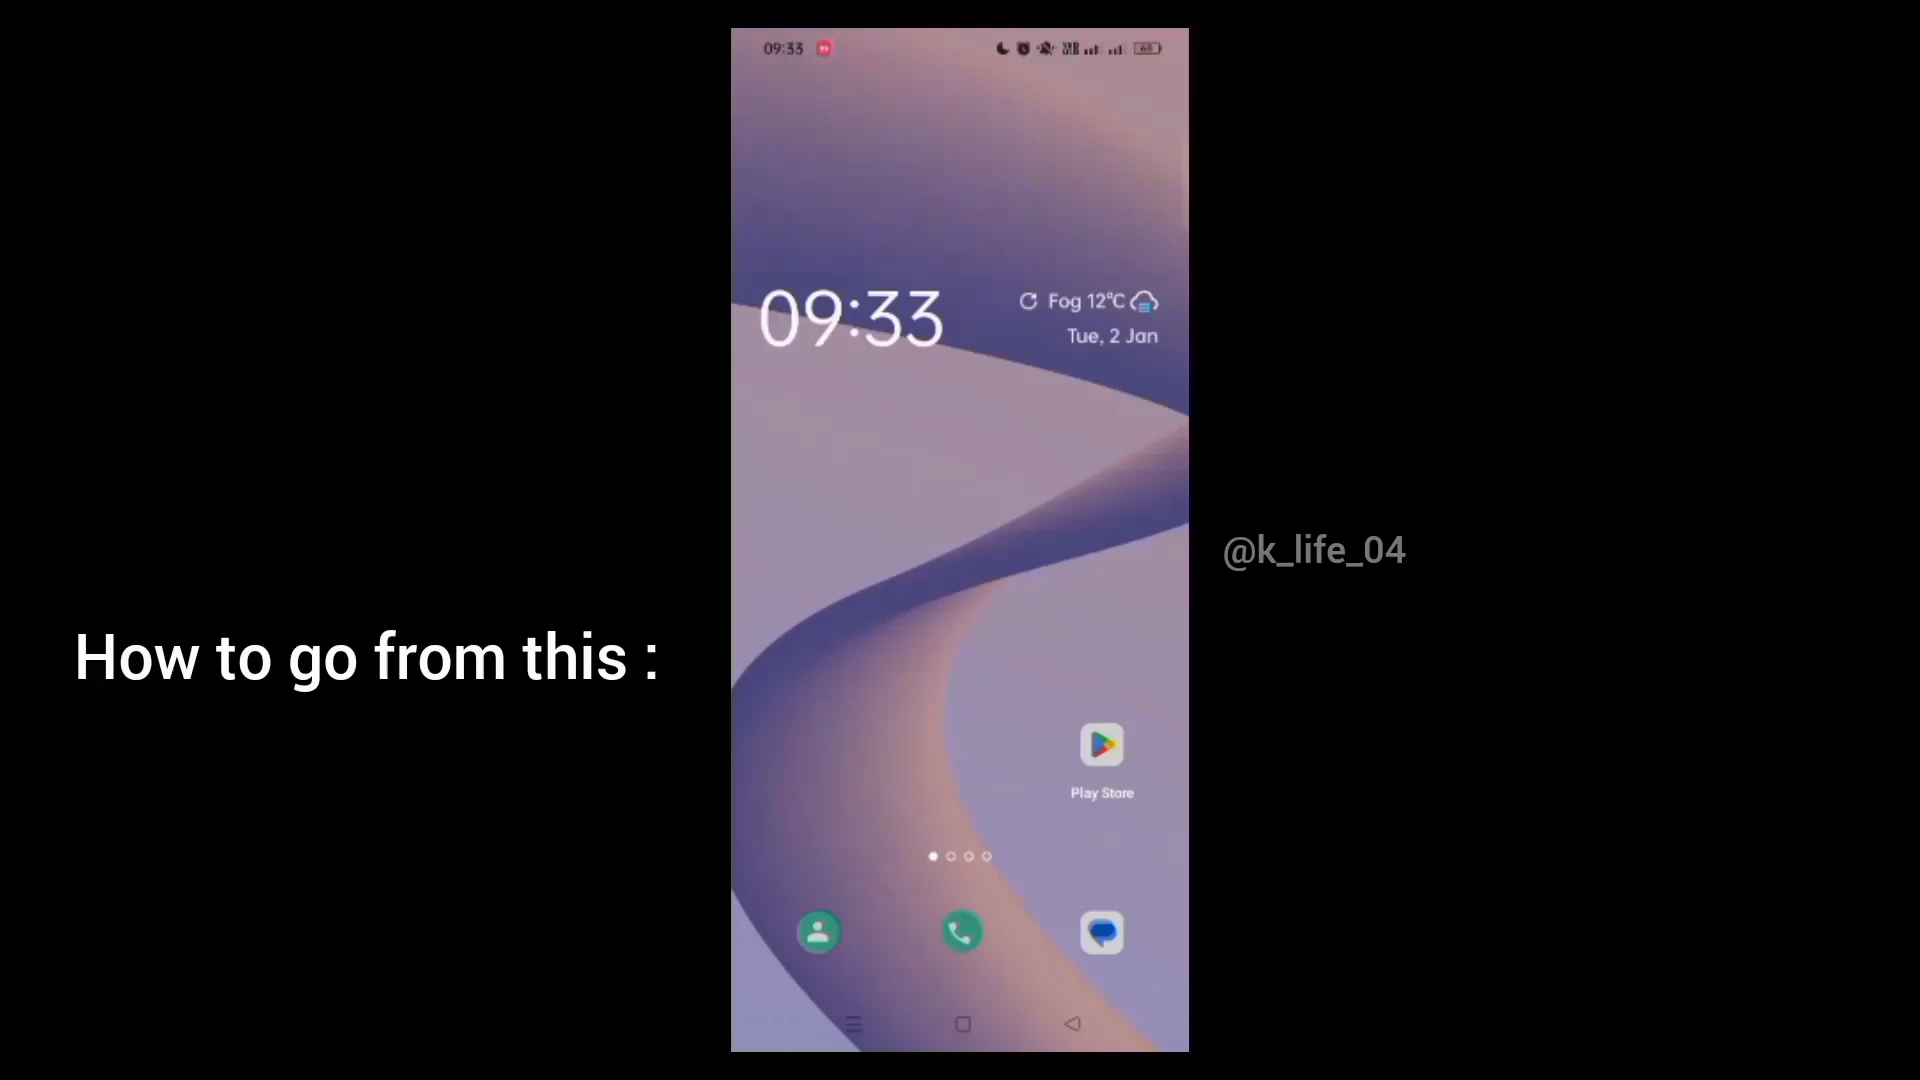 09:33
09:33
Fog 12°C
Tue, 2 Jan
@k_life_04
How to go from this :
Play Store